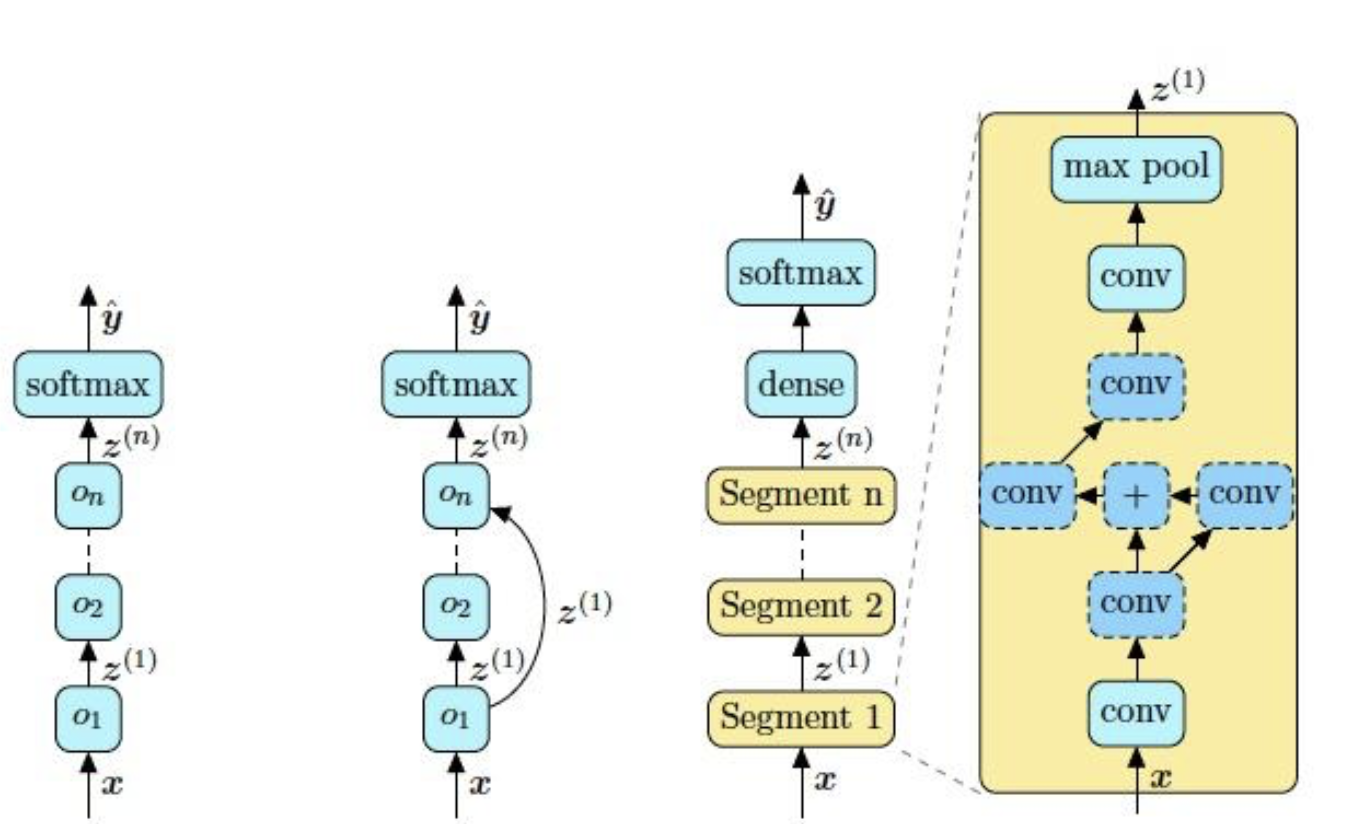 ŷ
softmax
z⁽ⁿ⁾
oₙ
o₂
z⁽¹⁾
o₁
x
ŷ
softmax
z⁽ⁿ⁾
oₙ
o₂
z⁽¹⁾
z⁽¹⁾
o₁
x
ŷ
softmax
dense
z⁽ⁿ⁾
Segment n
Segment 2
z⁽¹⁾
Segment 1
x
z⁽¹⁾
max pool
conv
conv
conv + conv
conv
conv
x